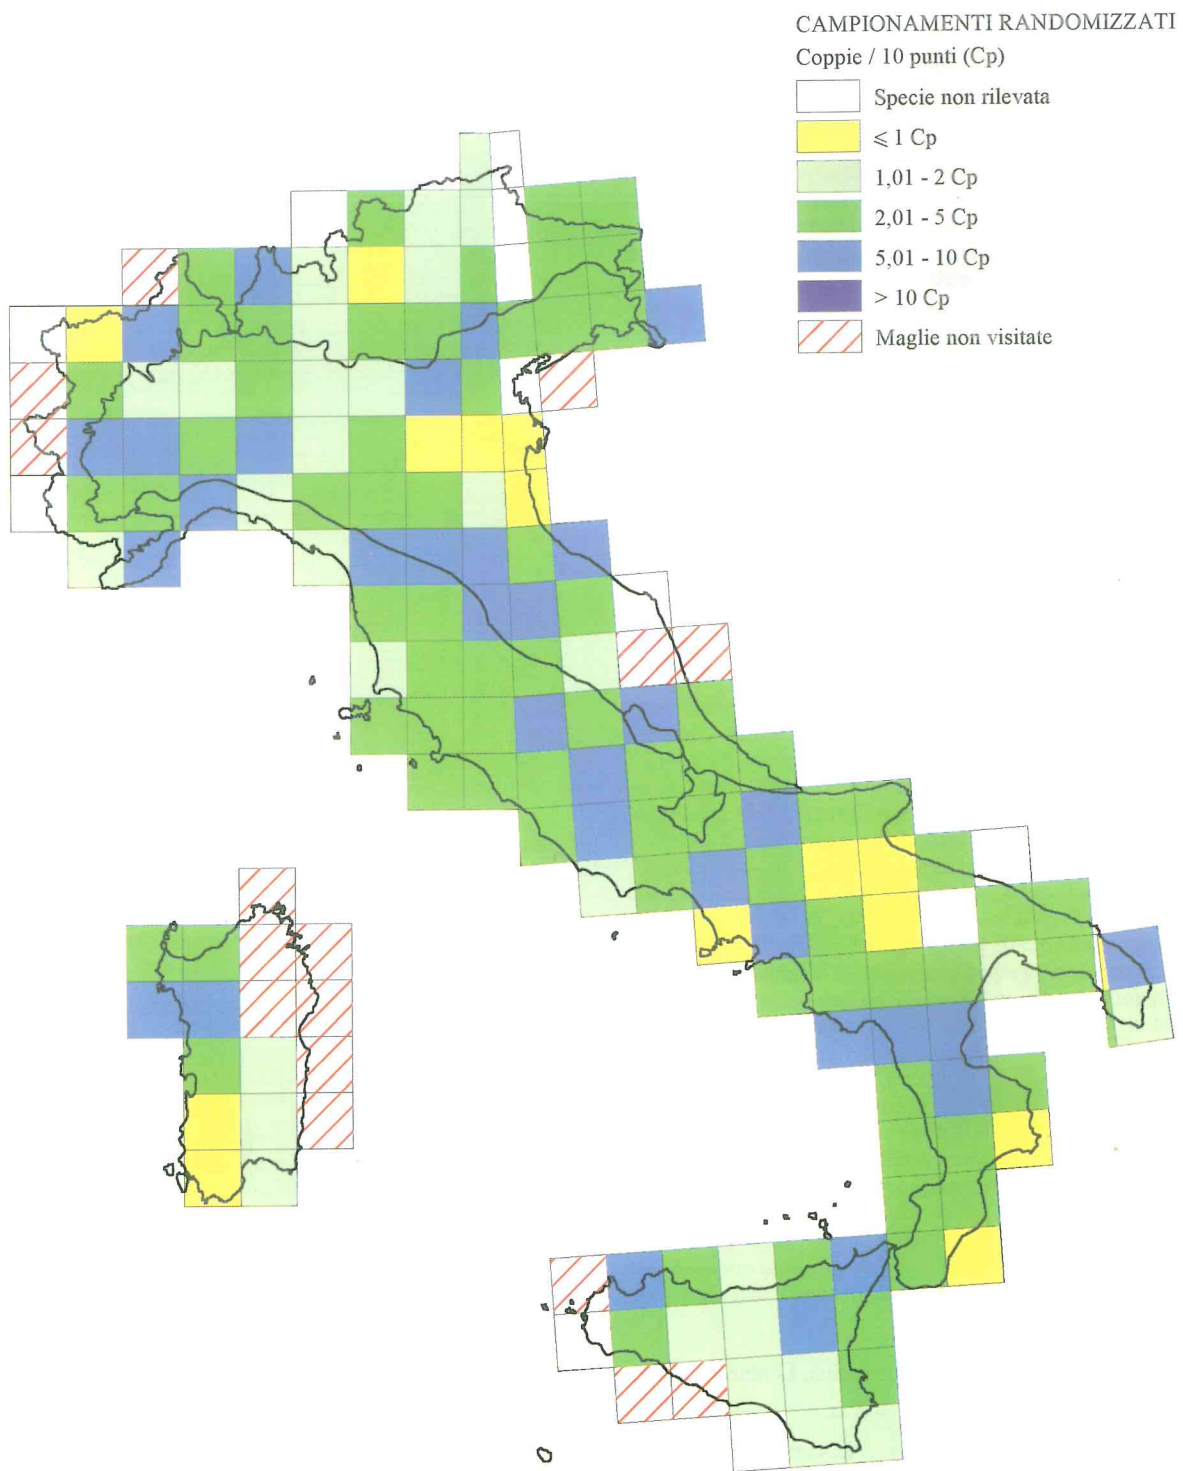 CAMPIONAMENTI RANDOMIZZATI
Coppie / 10 punti (Cp)
Specie non rilevata
⩽ 1 Cp
1,01 - 2 Cp
2,01 - 5 Cp
5,01 - 10 Cp
> 10 Cp
Maglie non visitate